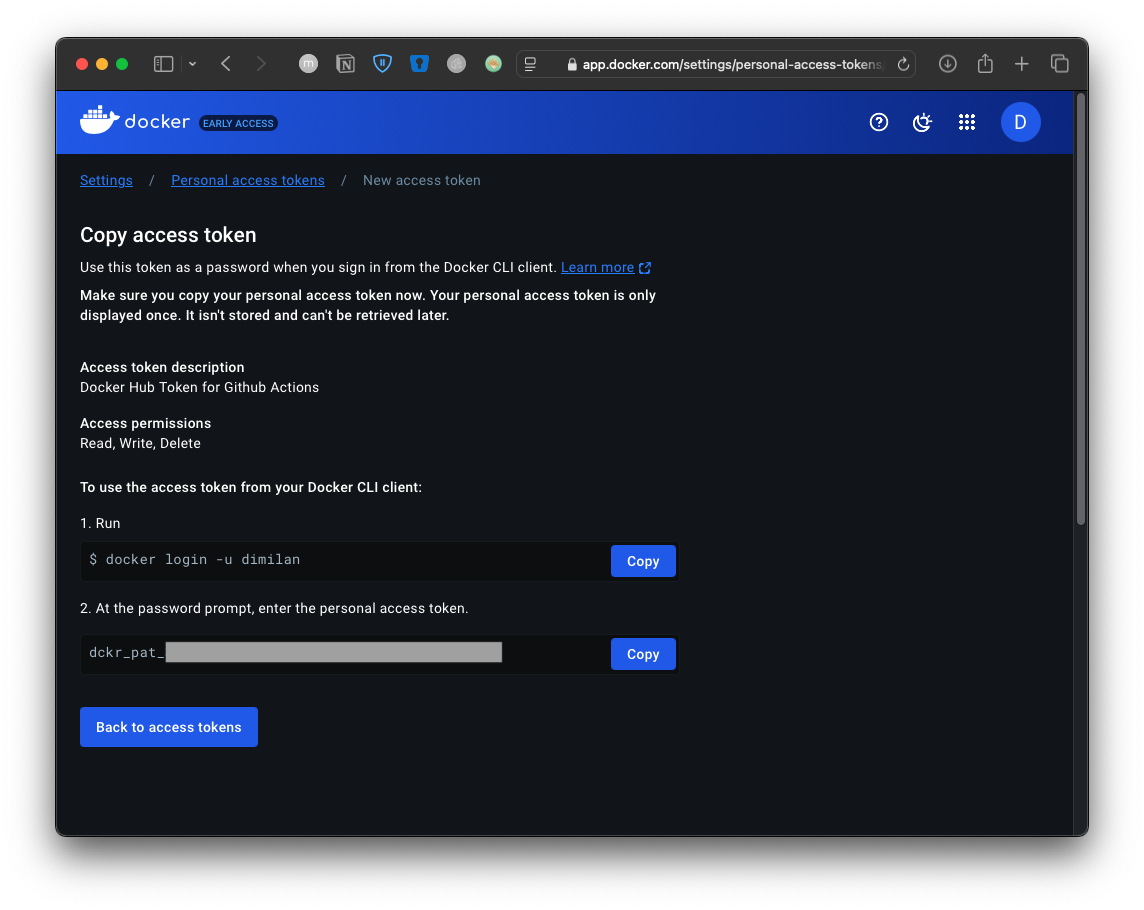 app.docker.com/settings/personal-access-tokens/
docker EARLY ACCESS
D
Settings / Personal access tokens / New access token
Copy access token
Use this token as a password when you sign in from the Docker CLI client. Learn more
Make sure you copy your personal access token now. Your personal access token is only
displayed once. It isn't stored and can't be retrieved later.
Access token description
Docker Hub Token for Github Actions
Access permissions
Read, Write, Delete
To use the access token from your Docker CLI client:
1. Run
$ docker login -u dimilan
Copy
2. At the password prompt, enter the personal access token.
dckr_pat_
Copy
Back to access tokens